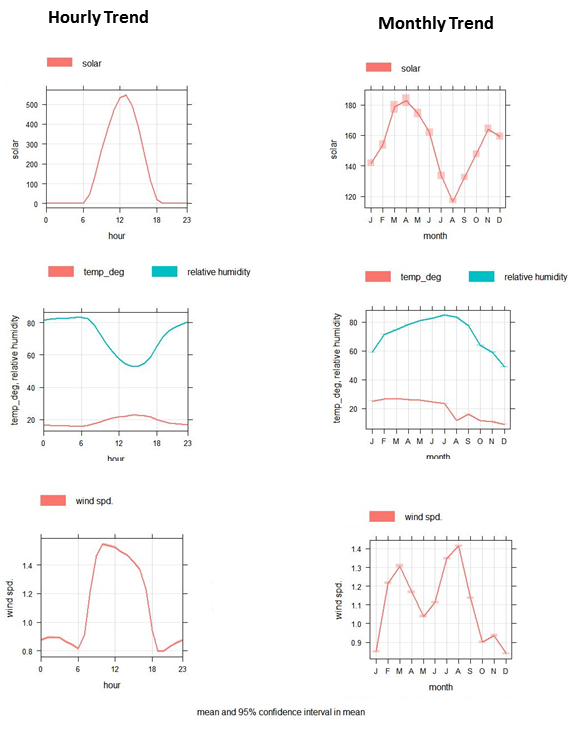 Hourly Trend
Monthly Trend
solar
solar
500
400
300
200
100
0
solar
0 6 12 18 23
hour
180
160
140
120
solar
J F M A M J J A S O N D
month
temp_deg relative humidity
temp_deg relative humidity
80
60
40
20
temp_deg, relative humidity
0 6 12 18 23
hour
80
60
40
20
temp_deg, relative humidity
J F M A M J J A S O N D
month
wind spd.
wind spd.
1.4
1.2
1.0
0.8
wind spd.
0 6 12 18 23
hour
1.4
1.3
1.2
1.1
1.0
0.9
wind spd.
J F M A M J J A S O N D
month
mean and 95% confidence interval in mean